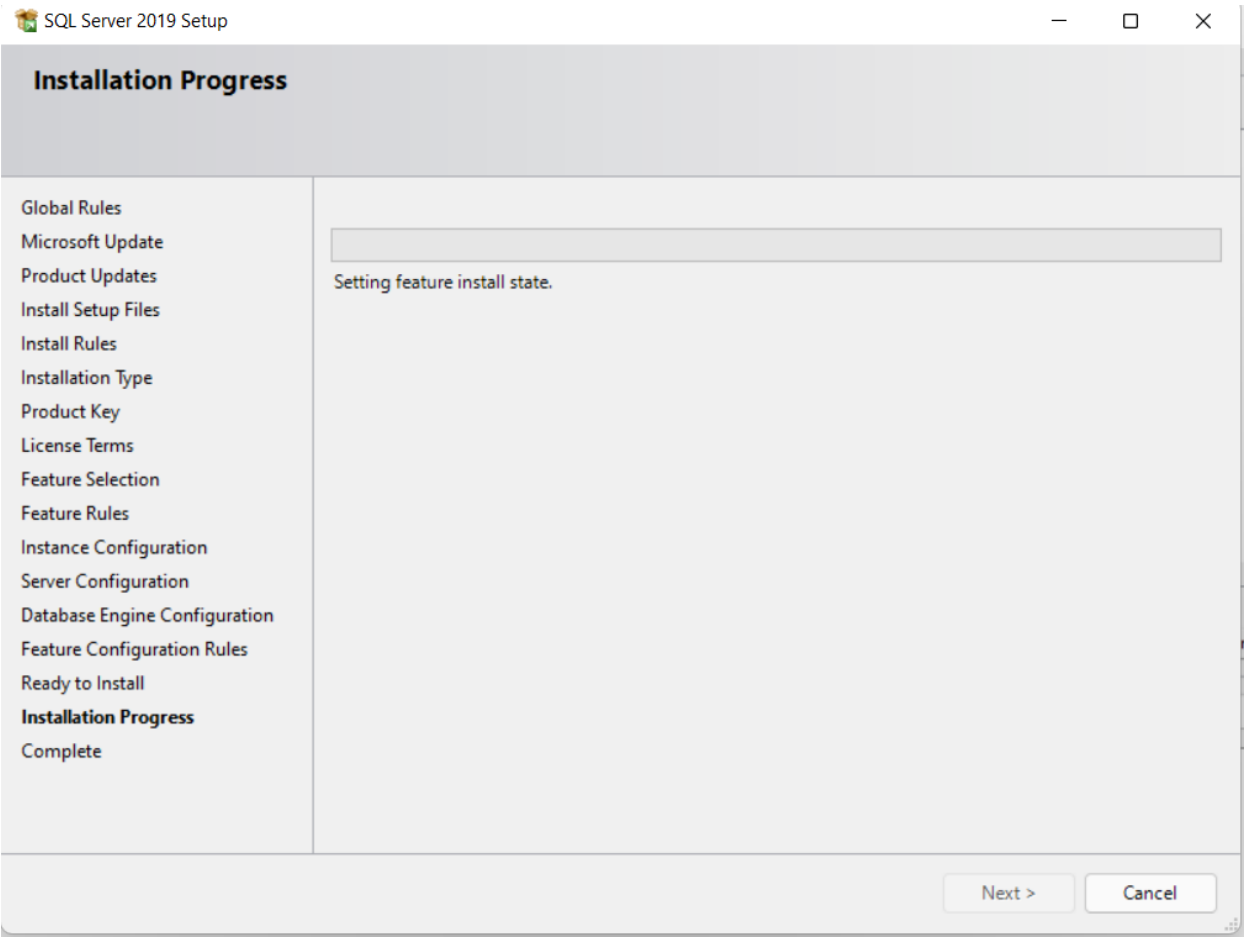 SQL Server 2019 Setup
Installation Progress
Global Rules
Microsoft Update
Product Updates
Install Setup Files
Install Rules
Installation Type
Product Key
License Terms
Feature Selection
Feature Rules
Instance Configuration
Server Configuration
Database Engine Configuration
Feature Configuration Rules
Ready to Install
Installation Progress
Complete
Setting feature install state.
Next >
Cancel